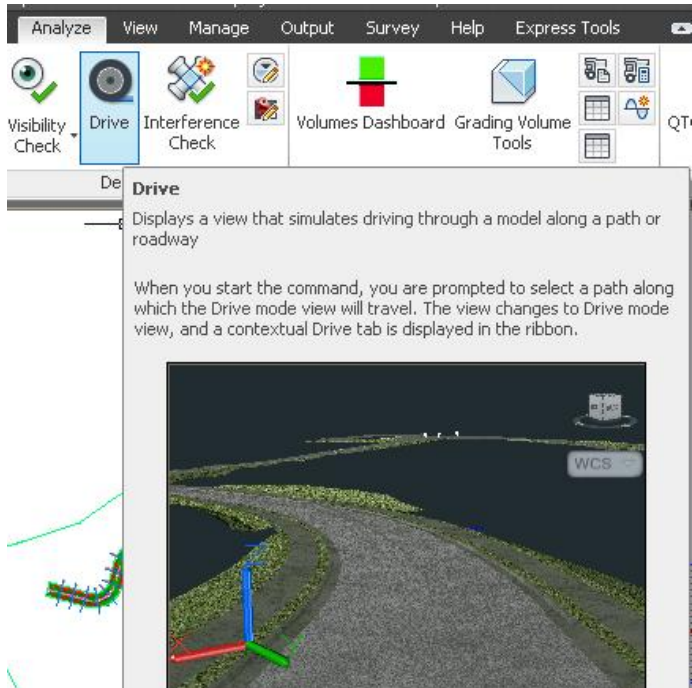 Analyze View Manage Output Survey Help Express Tools
Visibility Check
Drive
Interference Check
Volumes Dashboard
Grading Volume Tools
QT
De
Drive
Displays a view that simulates driving through a model along a path or
roadway
When you start the command, you are prompted to select a path along
which the Drive mode view will travel. The view changes to Drive mode
view, and a contextual Drive tab is displayed in the ribbon.
WCS